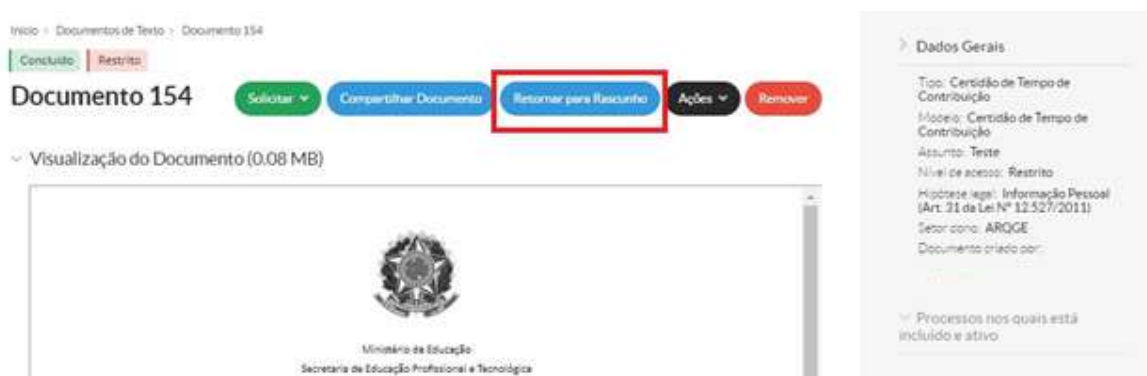 Início > Documentos de Texto > Documento 154
Concluído Restrito
Documento 154
Solicitar Compartilhar Documento Retornar para Rascunho Ações Remover
Visualização do Documento (0.08 MB)
Ministério da Educação
Secretaria de Educação Profissional e Tecnológica
Dados Gerais
Tipo: Certidão de Tempo de
Contribuição
Modelo: Certidão de Tempo de
Contribuição
Assunto: Teste
Nível de acesso: Restrito
Hipótese legal: Informação Pessoal
(Art. 31 da Lei Nº 12.527/2011)
Setor dono: ARQGE
Documento criado por:
Processos nos quais está
incluído e ativo